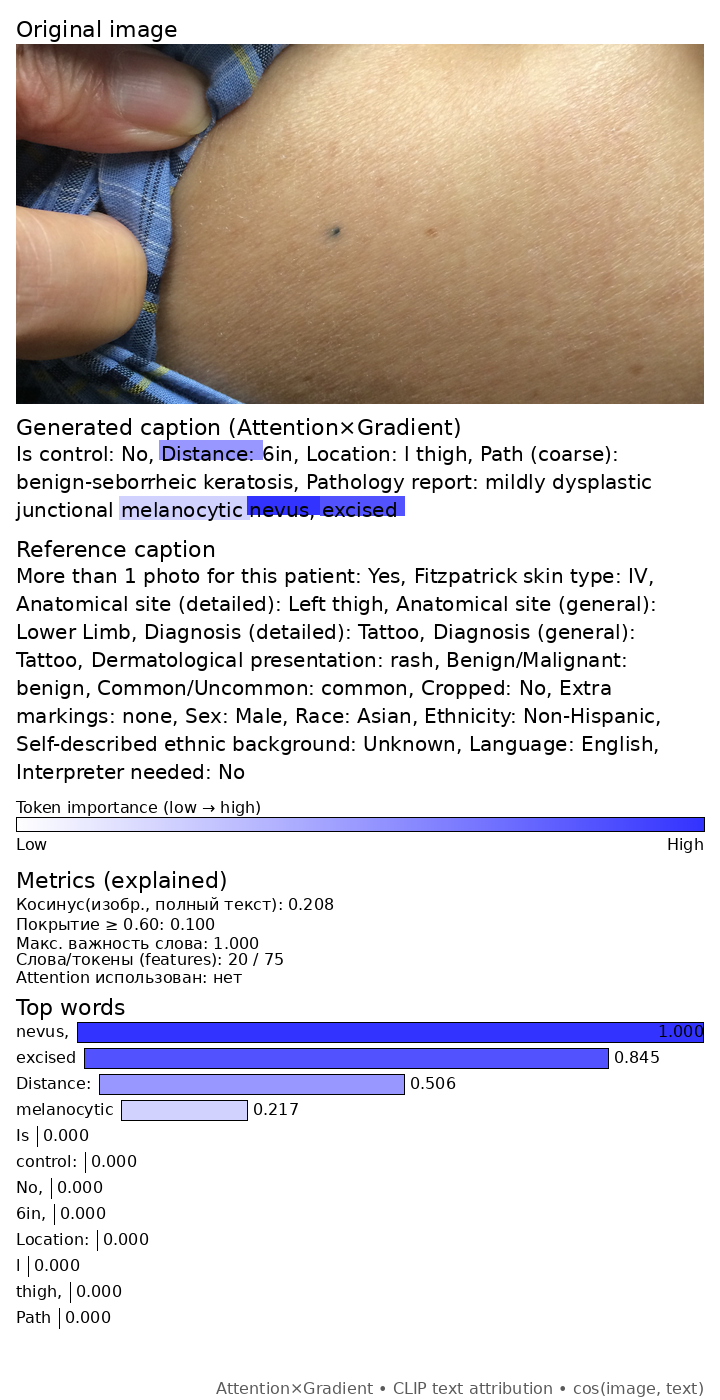 Original image
Generated caption (Attention×Gradient)
Is control: No, Distance: 6in, Location: l thigh, Path (coarse):
benign-seborrheic keratosis, Pathology report: mildly dysplastic
junctional melanocytic nevus, excised
Reference caption
More than 1 photo for this patient: Yes, Fitzpatrick skin type: IV,
Anatomical site (detailed): Left thigh, Anatomical site (general):
Lower Limb, Diagnosis (detailed): Tattoo, Diagnosis (general):
Tattoo, Dermatological presentation: rash, Benign/Malignant:
benign, Common/Uncommon: common, Cropped: No, Extra
markings: none, Sex: Male, Race: Asian, Ethnicity: Non-Hispanic,
Self-described ethnic background: Unknown, Language: English,
Interpreter needed: No
Token importance (low → high)
Low High
Metrics (explained)
Косинус(изобр., полный текст): 0.208
Покрытие ≥ 0.60: 0.100
Макс. важность слова: 1.000
Слова/токены (features): 20 / 75
Attention использован: нет
Top words
nevus, 1.000
excised 0.845
Distance: 0.506
melanocytic 0.217
Is 0.000
control: 0.000
No, 0.000
6in, 0.000
Location: 0.000
l 0.000
thigh, 0.000
Path 0.000
Attention×Gradient • CLIP text attribution • cos(image, text)